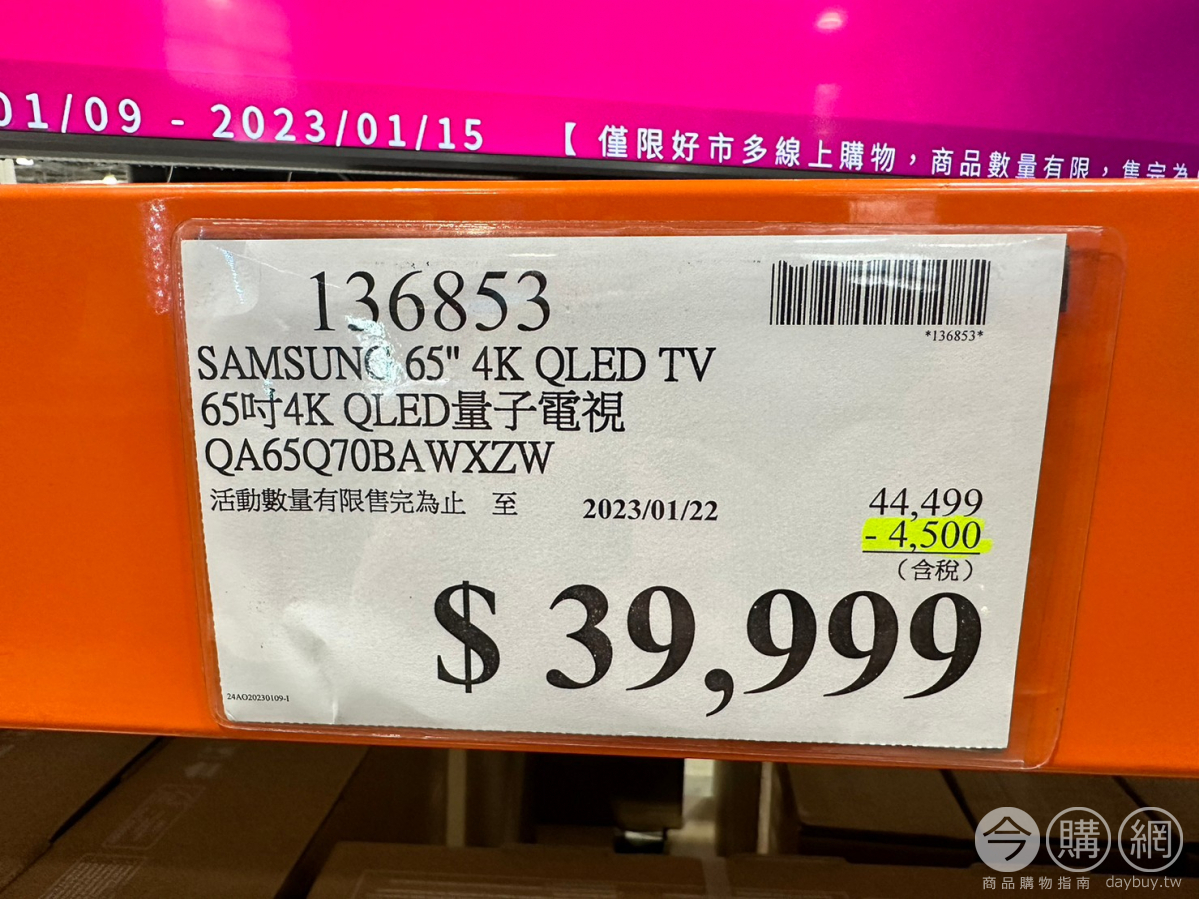 01/09 - 2023/01/15 【 僅限好市多線上購物，商品數量有限，售完為
136853
*136853*
SAMSUNG 65" 4K QLED TV
65吋4K QLED量子電視
QA65Q70BAWXZW
活動數量有限售完為止 至 2023/01/22
44,499
- 4,500
（含稅）
$ 39,999
24AO20230109-1
今購網
商品購物指南 daybuy.tw